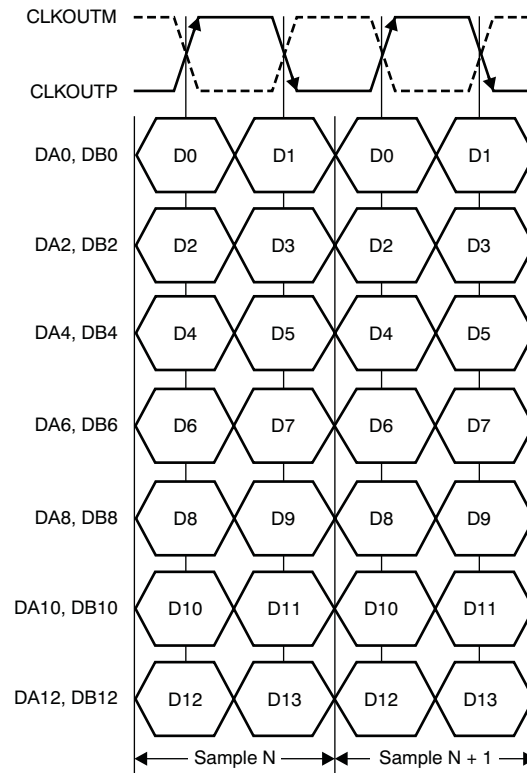 CLKOUTM
CLKOUTP
DA0, DB0 D0 D1 D0 D1
DA2, DB2 D2 D3 D2 D3
DA4, DB4 D4 D5 D4 D5
DA6, DB6 D6 D7 D6 D7
DA8, DB8 D8 D9 D8 D9
DA10, DB10 D10 D11 D10 D11
DA12, DB12 D12 D13 D12 D13
Sample N Sample N + 1